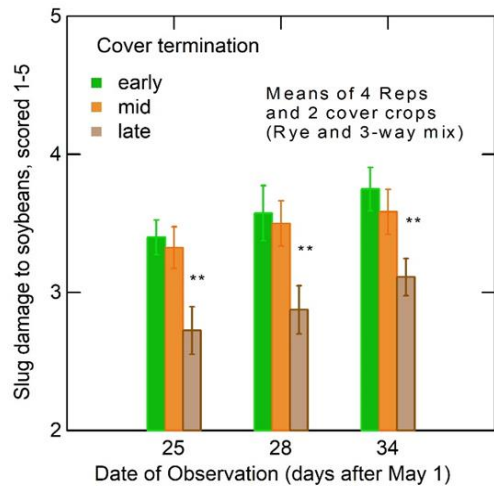 Slug damage to soybeans, scored 1-5
5
4
3
2
Cover termination
early
mid
late
Means of 4 Reps
and 2 cover crops
(Rye and 3-way mix)
**
**
**
25
28
34
Date of Observation (days after May 1)